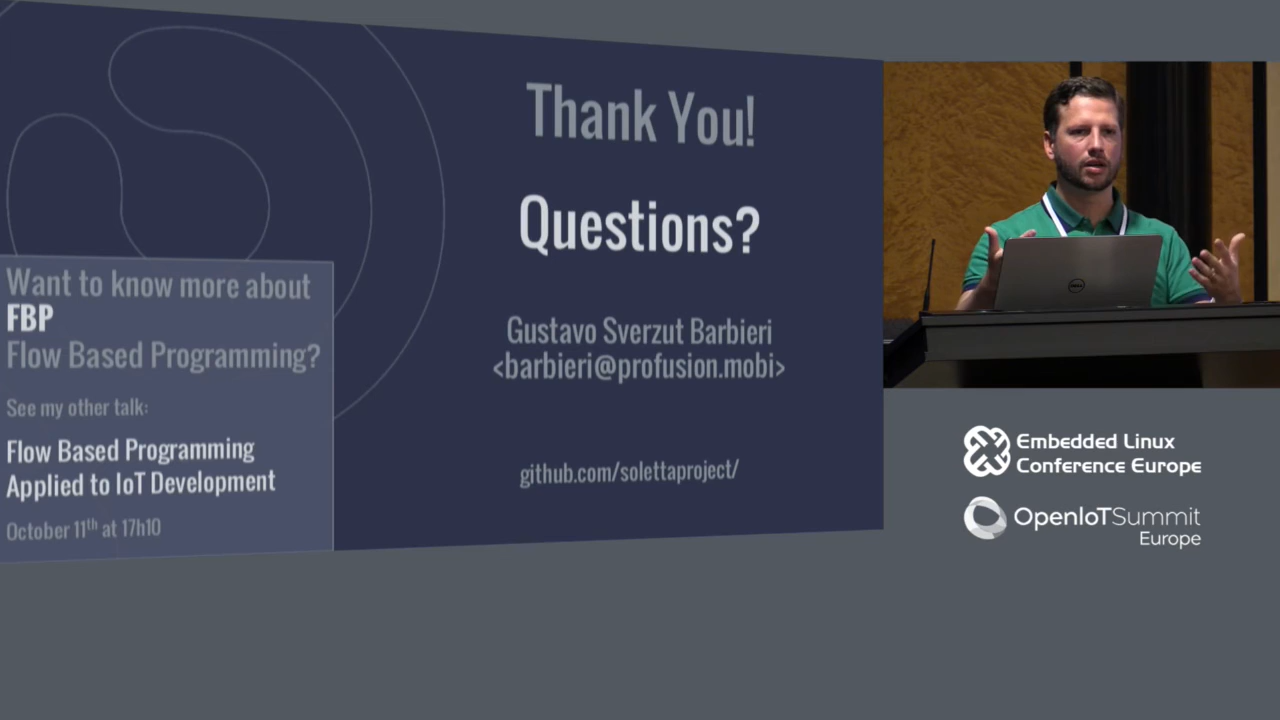 Thank You!
Questions?
Gustavo Sverzut Barbieri
<barbieri@profusion.mobi>
github.com/solettaproject/
Want to know more about
FBP
Flow Based Programming?
See my other talk:
Flow Based Programming
Applied to IoT Development
October 11th at 17h10
DELL
Embedded Linux
Conference Europe
OpenIoTSummit
Europe